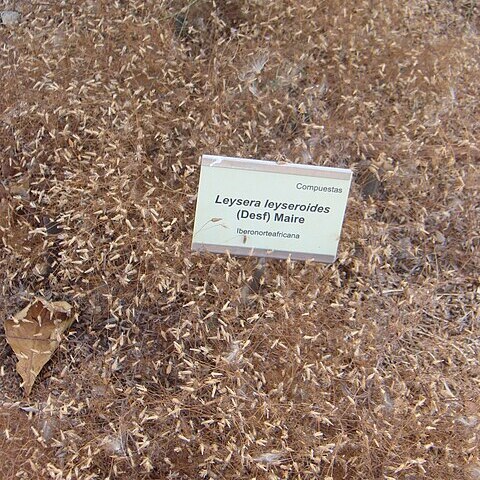 Compuestas
Leysera leyseroides
(Desf) Maire
Iberonorteafricana